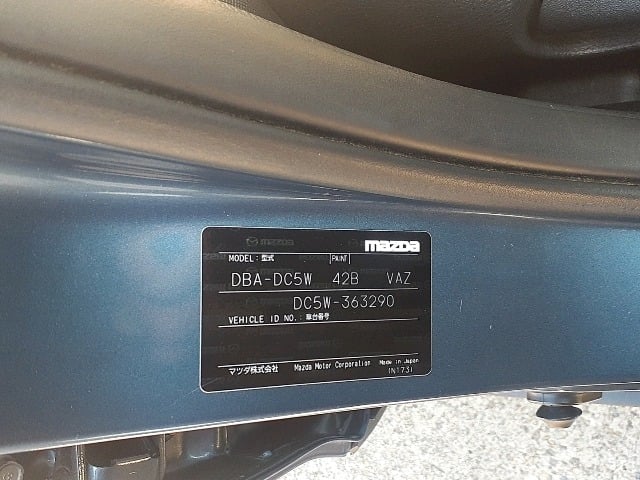 mazda
MODEL:型式 PAINT
DBA-DC5W 42B VAZ
DC5W-363290
VEHICLE ID NO.:車台番号
マツダ株式会社 Mazda Motor Corporation Made in Japan
(N173)